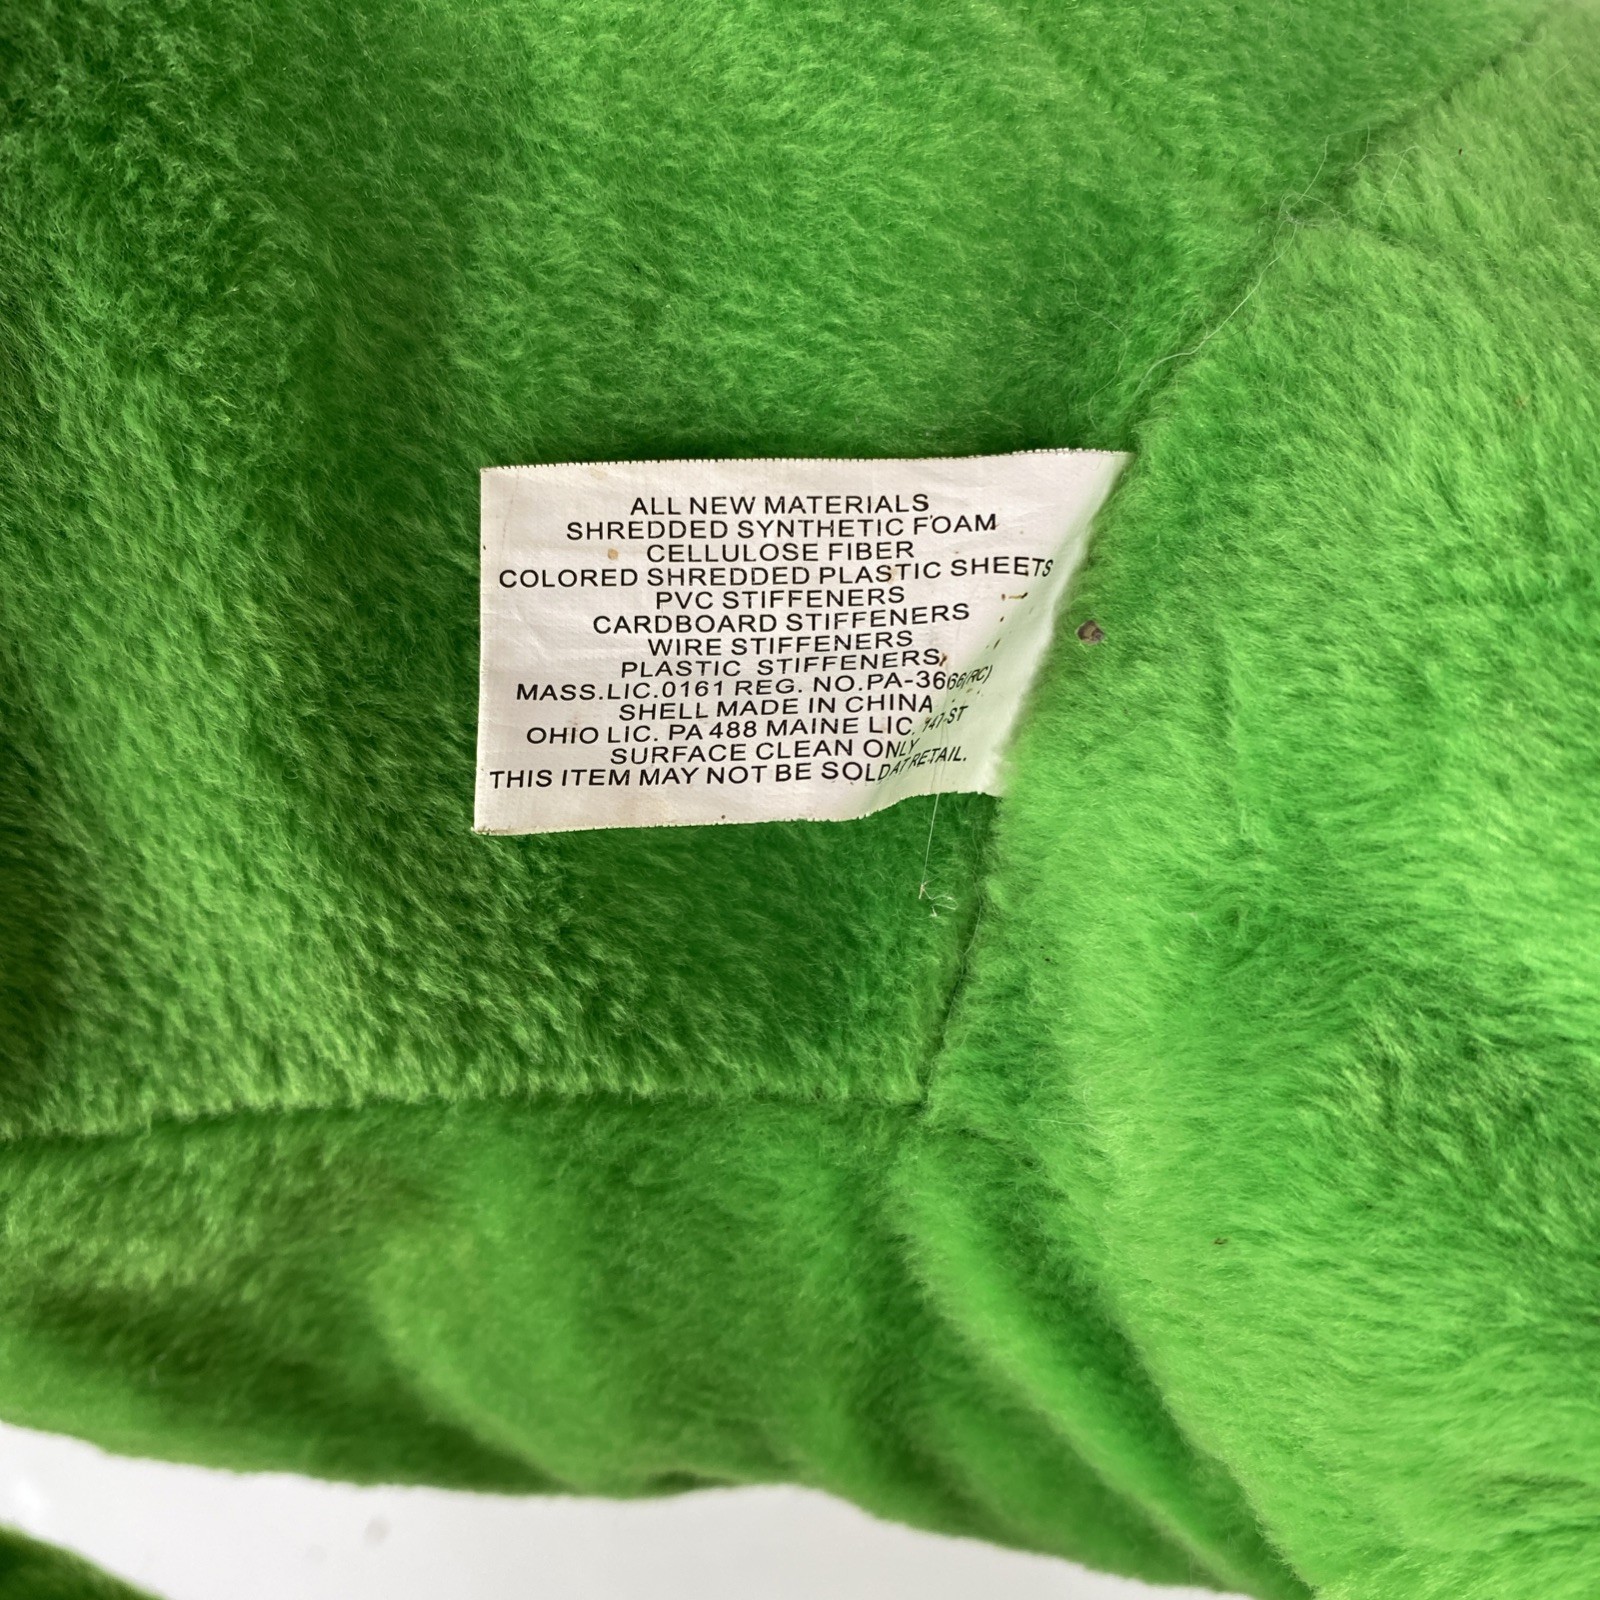 ALL NEW MATERIALS
SHREDDED SYNTHETIC FOAM
CELLULOSE FIBER
COLORED SHREDDED PLASTIC SHEETS
PVC STIFFENERS
CARDBOARD STIFFENERS
WIRE STIFFENERS
PLASTIC STIFFENERS
MASS.LIC.0161 REG. NO.PA-3666(RC)
SHELL MADE IN CHINA
OHIO LIC. PA 488 MAINE LIC.
SURFACE CLEAN ONLY
THIS ITEM MAY NOT BE SOLD AT RETAIL.